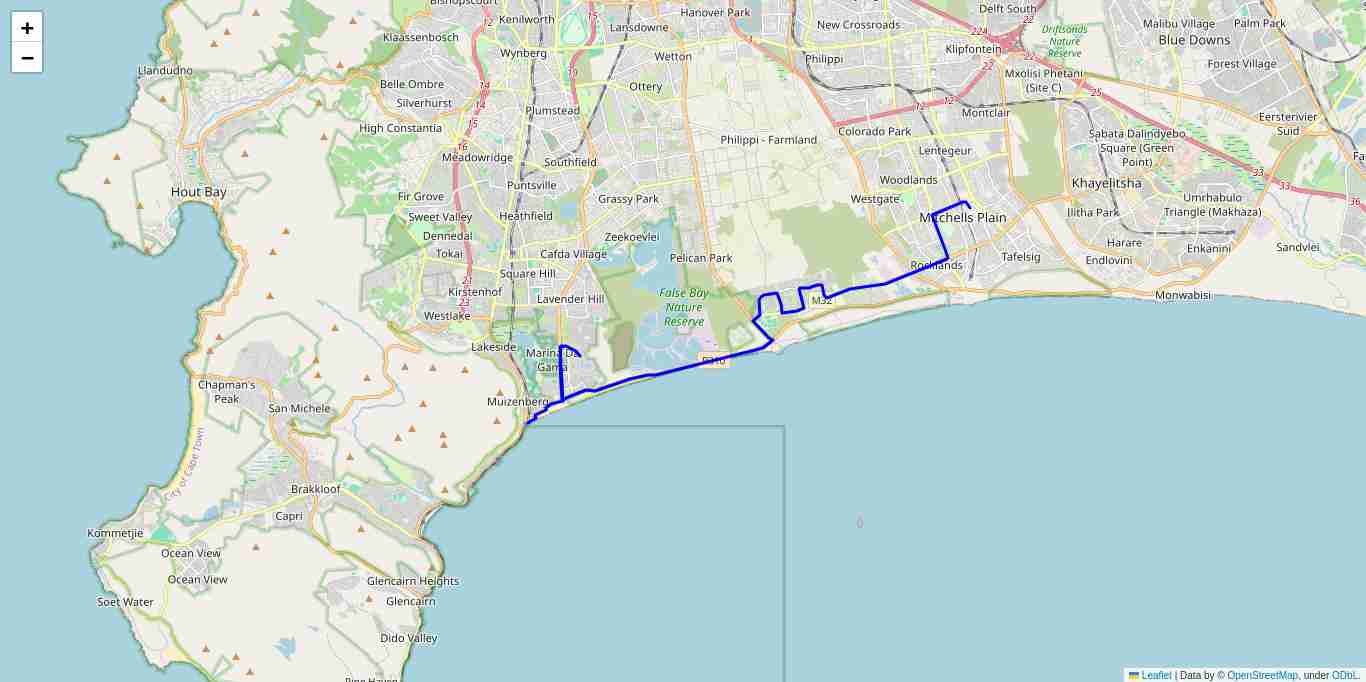 +
−
Bishopscourt
Kenilworth
Hanover Park
Delft South
Klaassenbosch
Lansdowne
New Crossroads
22A
Malibu Village
Palm Park
Driftsands
Nature
Reserve
Blue Downs
Wynberg
Wetton
Philippi
Klipfontein
22
Forest Village
Llandudno
15
19
22
Mxolisi Phetani
(Site C)
Belle Ombre
14
Ottery
25
Silverhurst
14
Plumstead
12
12
Montclair
Eersterivier
Suid
High Constantia
15
Colorado Park
Sabata Dalindyebo
Square (Green
Point)
16
Philippi - Farmland
Lentegeur
Meadowridge
Southfield
33
33
Hout Bay
Fir Grove
Puntsville
Grassy Park
Woodlands
Westgate
Khayelitsha
Umrhabulo
Triangle (Makhaza)
36
Sweet Valley
Heathfield
Mitchells Plain
Ilitha Park
Dennedal
Zeekoevlei
Harare
Enkanini
Sandvlei
Tokai
Cafda Village
Pelican Park
Tafelsig
Endlovini
Square Hill
Rocklands
21
23
Kirstenhof
Lavender Hill
False Bay
Nature
Reserve
M32
Monwabisi
Westlake
Lakeside
Marina Da
Gama
R310
Chapman's
Peak
San Michele
Muizenberg
City of Cape Town
Brakkloof
Capri
Kommetjie
Ocean View
Ocean View
Glencairn Heights
Soet Water
Glencairn
Dido Valley
Leaflet | Data by © OpenStreetMap, under ODbL.